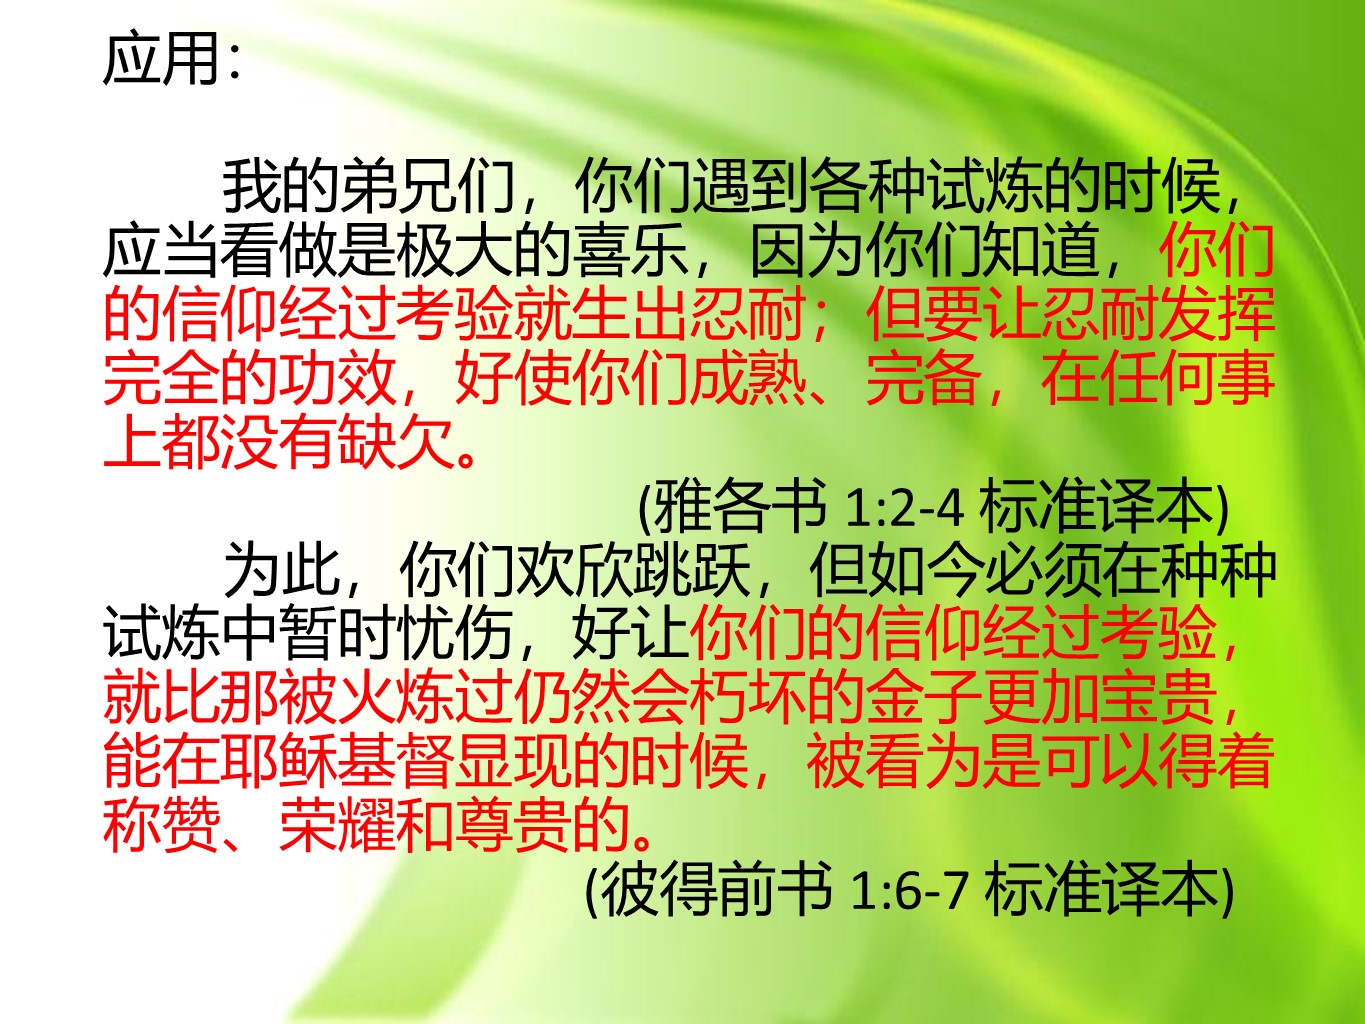 应用：
我的弟兄们，你们遇到各种试炼的时候，
应当看做是极大的喜乐，因为你们知道，你们
的信仰经过考验就生出忍耐；但要让忍耐发挥
完全的功效，好使你们成熟、完备，在任何事
上都没有缺欠。
(雅各书 1:2-4 标准译本)
为此，你们欢欣跳跃，但如今必须在种种
试炼中暂时忧伤，好让你们的信仰经过考验，
就比那被火炼过仍然会朽坏的金子更加宝贵，
能在耶稣基督显现的时候，被看为是可以得着
称赞、荣耀和尊贵的。
(彼得前书 1:6-7 标准译本)